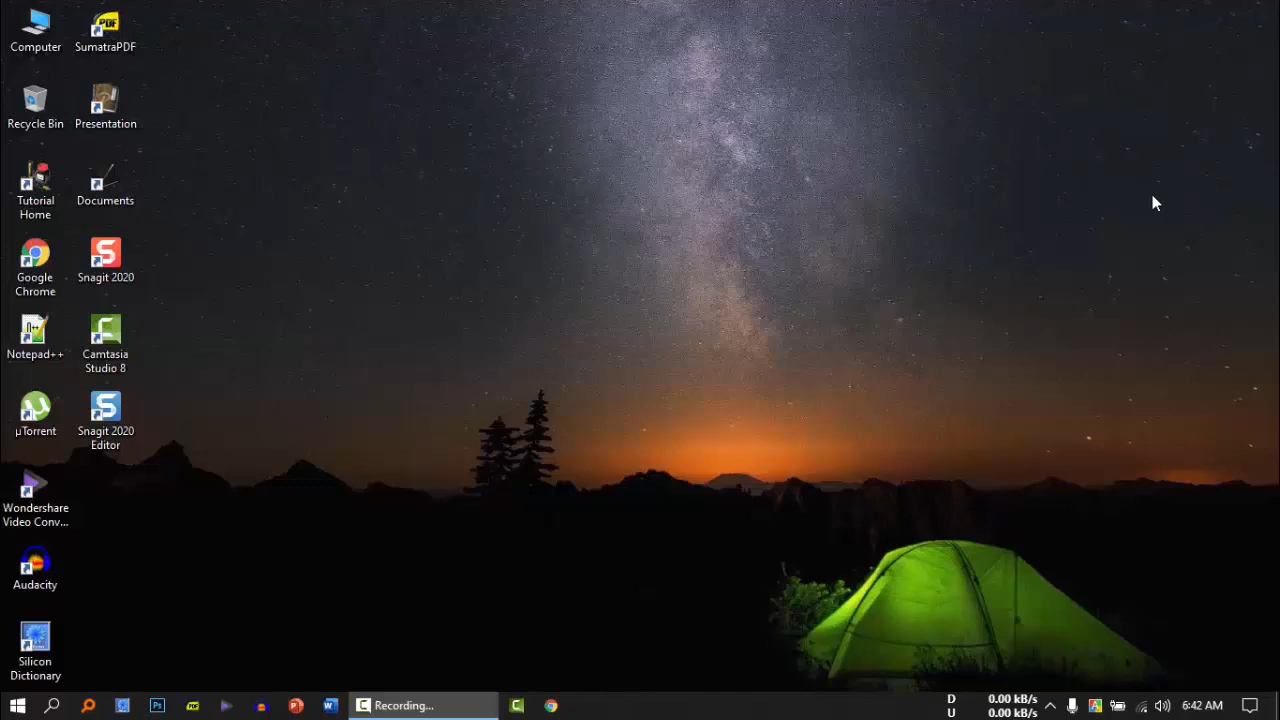 Computer
SumatraPDF
Recycle Bin
Presentation
Tutorial
Home
Documents
Google
Chrome
Snagit 2020
Notepad++
Camtasia
Studio 8
µTorrent
Snagit 2020
Editor
Wondershare
Video Conv...
Audacity
Silicon
Dictionary
Recording...
D 0.00 kB/s
U 0.00 kB/s
6:42 AM